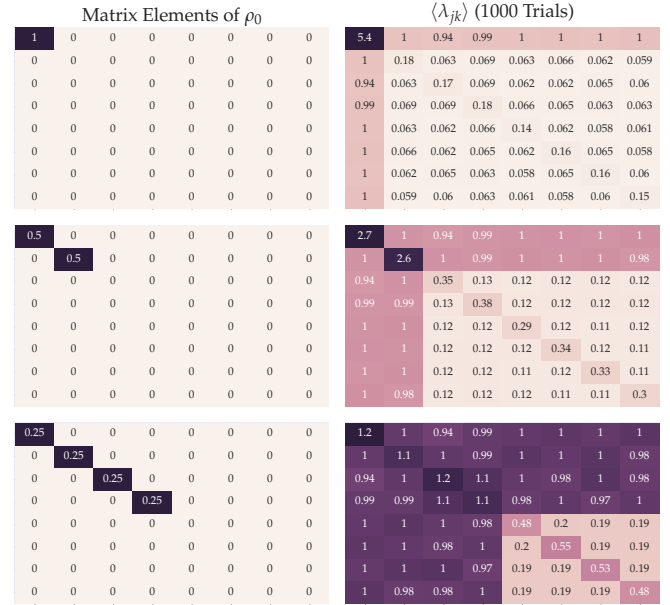 Matrix Elements of ρ₀ ⟨λⱼₖ⟩ (1000 Trials)
1 0 0 0 0 0 0 0 5.4 1 0.94 0.99 1 1 1 1
0 0 0 0 0 0 0 0 1 0.18 0.063 0.069 0.063 0.066 0.062 0.059
0 0 0 0 0 0 0 0 0.94 0.063 0.17 0.069 0.062 0.062 0.065 0.06
0 0 0 0 0 0 0 0 0.99 0.069 0.069 0.18 0.066 0.065 0.063 0.063
0 0 0 0 0 0 0 0 1 0.063 0.062 0.066 0.14 0.062 0.058 0.061
0 0 0 0 0 0 0 0 1 0.066 0.062 0.065 0.062 0.16 0.065 0.058
0 0 0 0 0 0 0 0 1 0.062 0.065 0.063 0.058 0.065 0.16 0.06
0 0 0 0 0 0 0 0 1 0.059 0.06 0.063 0.061 0.058 0.06 0.15
0.5 0 0 0 0 0 0 0 2.7 1 0.94 0.99 1 1 1 1
0 0.5 0 0 0 0 0 0 1 2.6 1 0.99 1 1 1 0.98
0 0 0 0 0 0 0 0 0.94 1 0.35 0.13 0.12 0.12 0.12 0.12
0 0 0 0 0 0 0 0 0.99 0.99 0.13 0.38 0.12 0.12 0.12 0.12
0 0 0 0 0 0 0 0 1 1 0.12 0.12 0.29 0.12 0.11 0.12
0 0 0 0 0 0 0 0 1 1 0.12 0.12 0.12 0.34 0.12 0.11
0 0 0 0 0 0 0 0 1 1 0.12 0.12 0.11 0.12 0.33 0.11
0 0 0 0 0 0 0 0 1 0.98 0.12 0.12 0.12 0.11 0.11 0.3
0.25 0 0 0 0 0 0 0 1.2 1 0.94 0.99 1 1 1 1
0 0.25 0 0 0 0 0 0 1 1.1 1 0.99 1 1 1 0.98
0 0 0.25 0 0 0 0 0 0.94 1 1.2 1.1 1 0.98 1 0.98
0 0 0 0.25 0 0 0 0 0.99 0.99 1.1 1.1 0.98 1 0.97 1
0 0 0 0 0 0 0 0 1 1 1 0.98 0.48 0.2 0.19 0.19
0 0 0 0 0 0 0 0 1 1 0.98 1 0.2 0.55 0.19 0.19
0 0 0 0 0 0 0 0 1 1 1 0.97 0.19 0.19 0.53 0.19
0 0 0 0 0 0 0 0 1 0.98 0.98 1 0.19 0.19 0.19 0.48